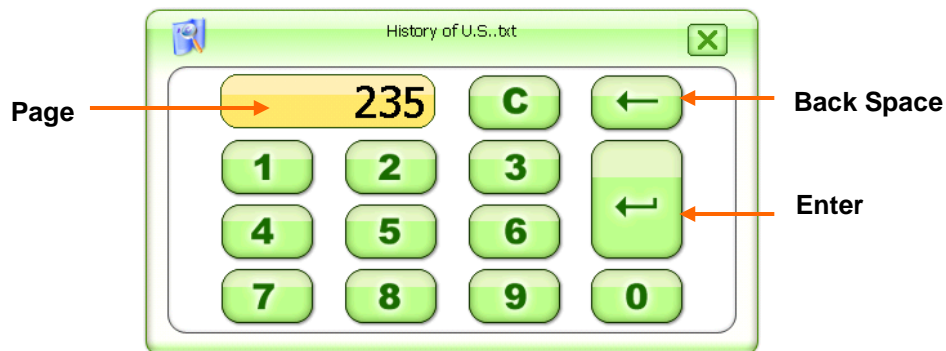 History of U.S..txt
Page
235
C
←
Back Space
1
2
3
↵
Enter
4
5
6
7
8
9
0